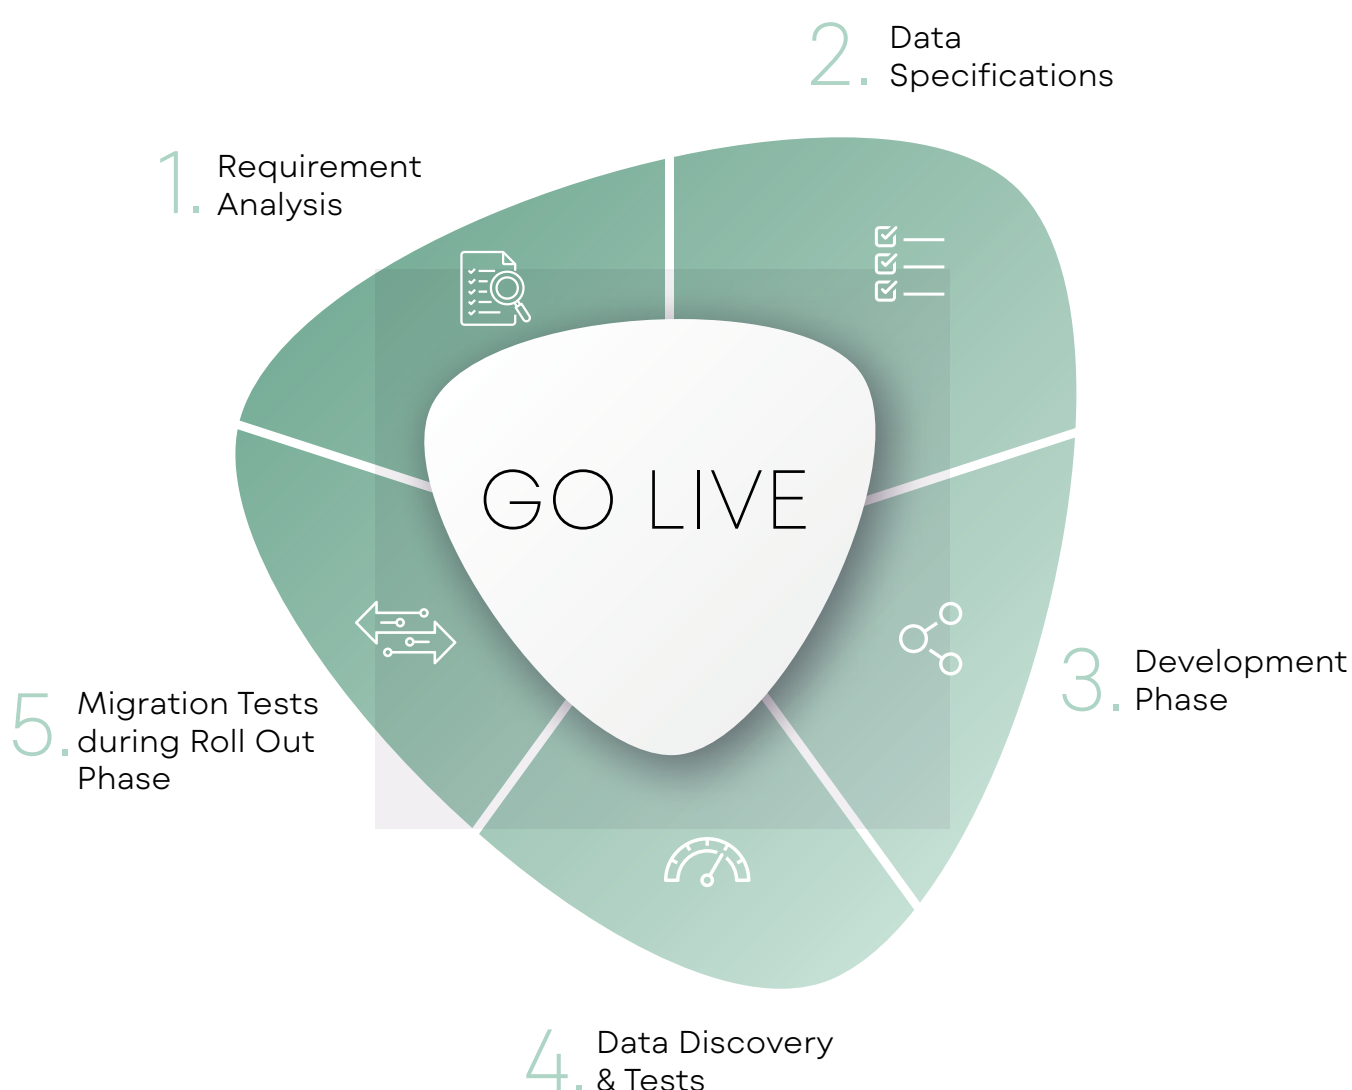 1. Requirement
Analysis
2. Data
Specifications
3. Development
Phase
4. Data Discovery
& Tests
5. Migration Tests
during Roll Out
Phase
GO LIVE